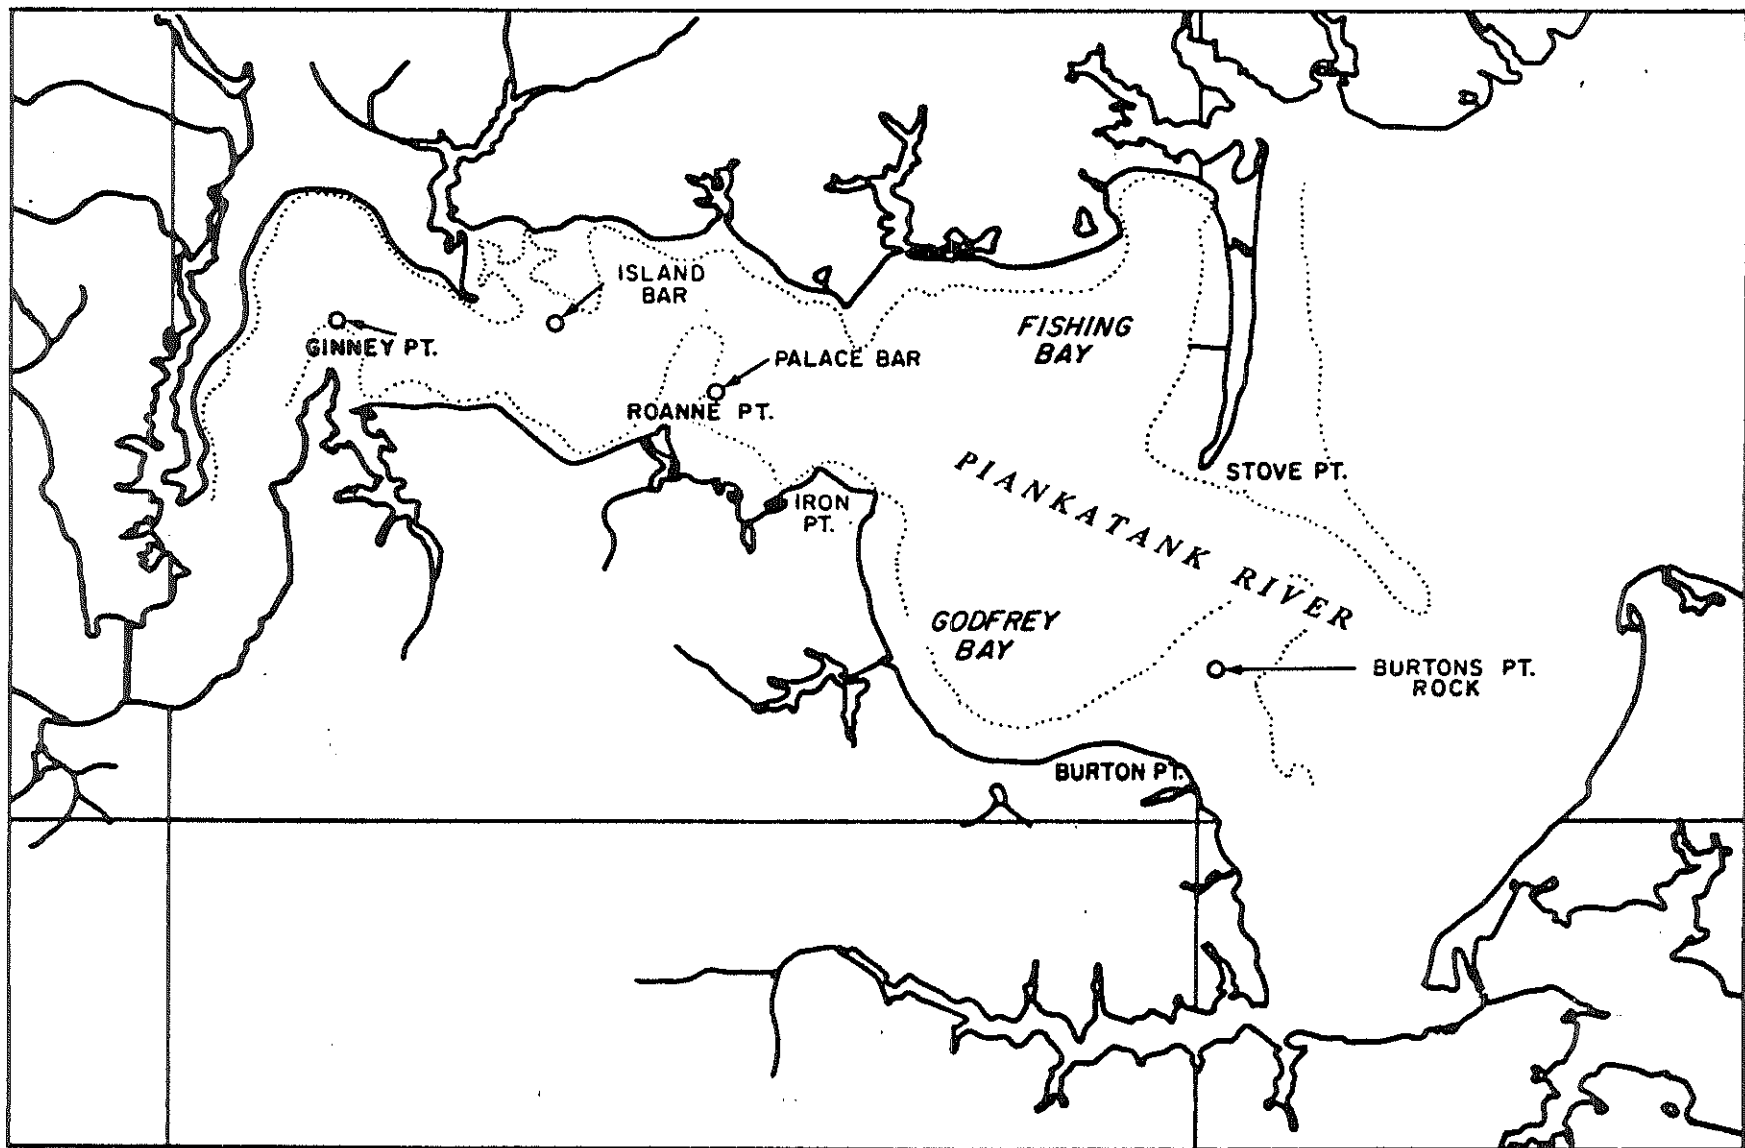 ISLAND
BAR
GINNEY PT.
FISHING
BAY
PALACE BAR
ROANNE PT.
STOVE PT.
IRON
PT.
PIANKATANK RIVER
GODFREY
BAY
BURTONS PT.
ROCK
BURTON PT.